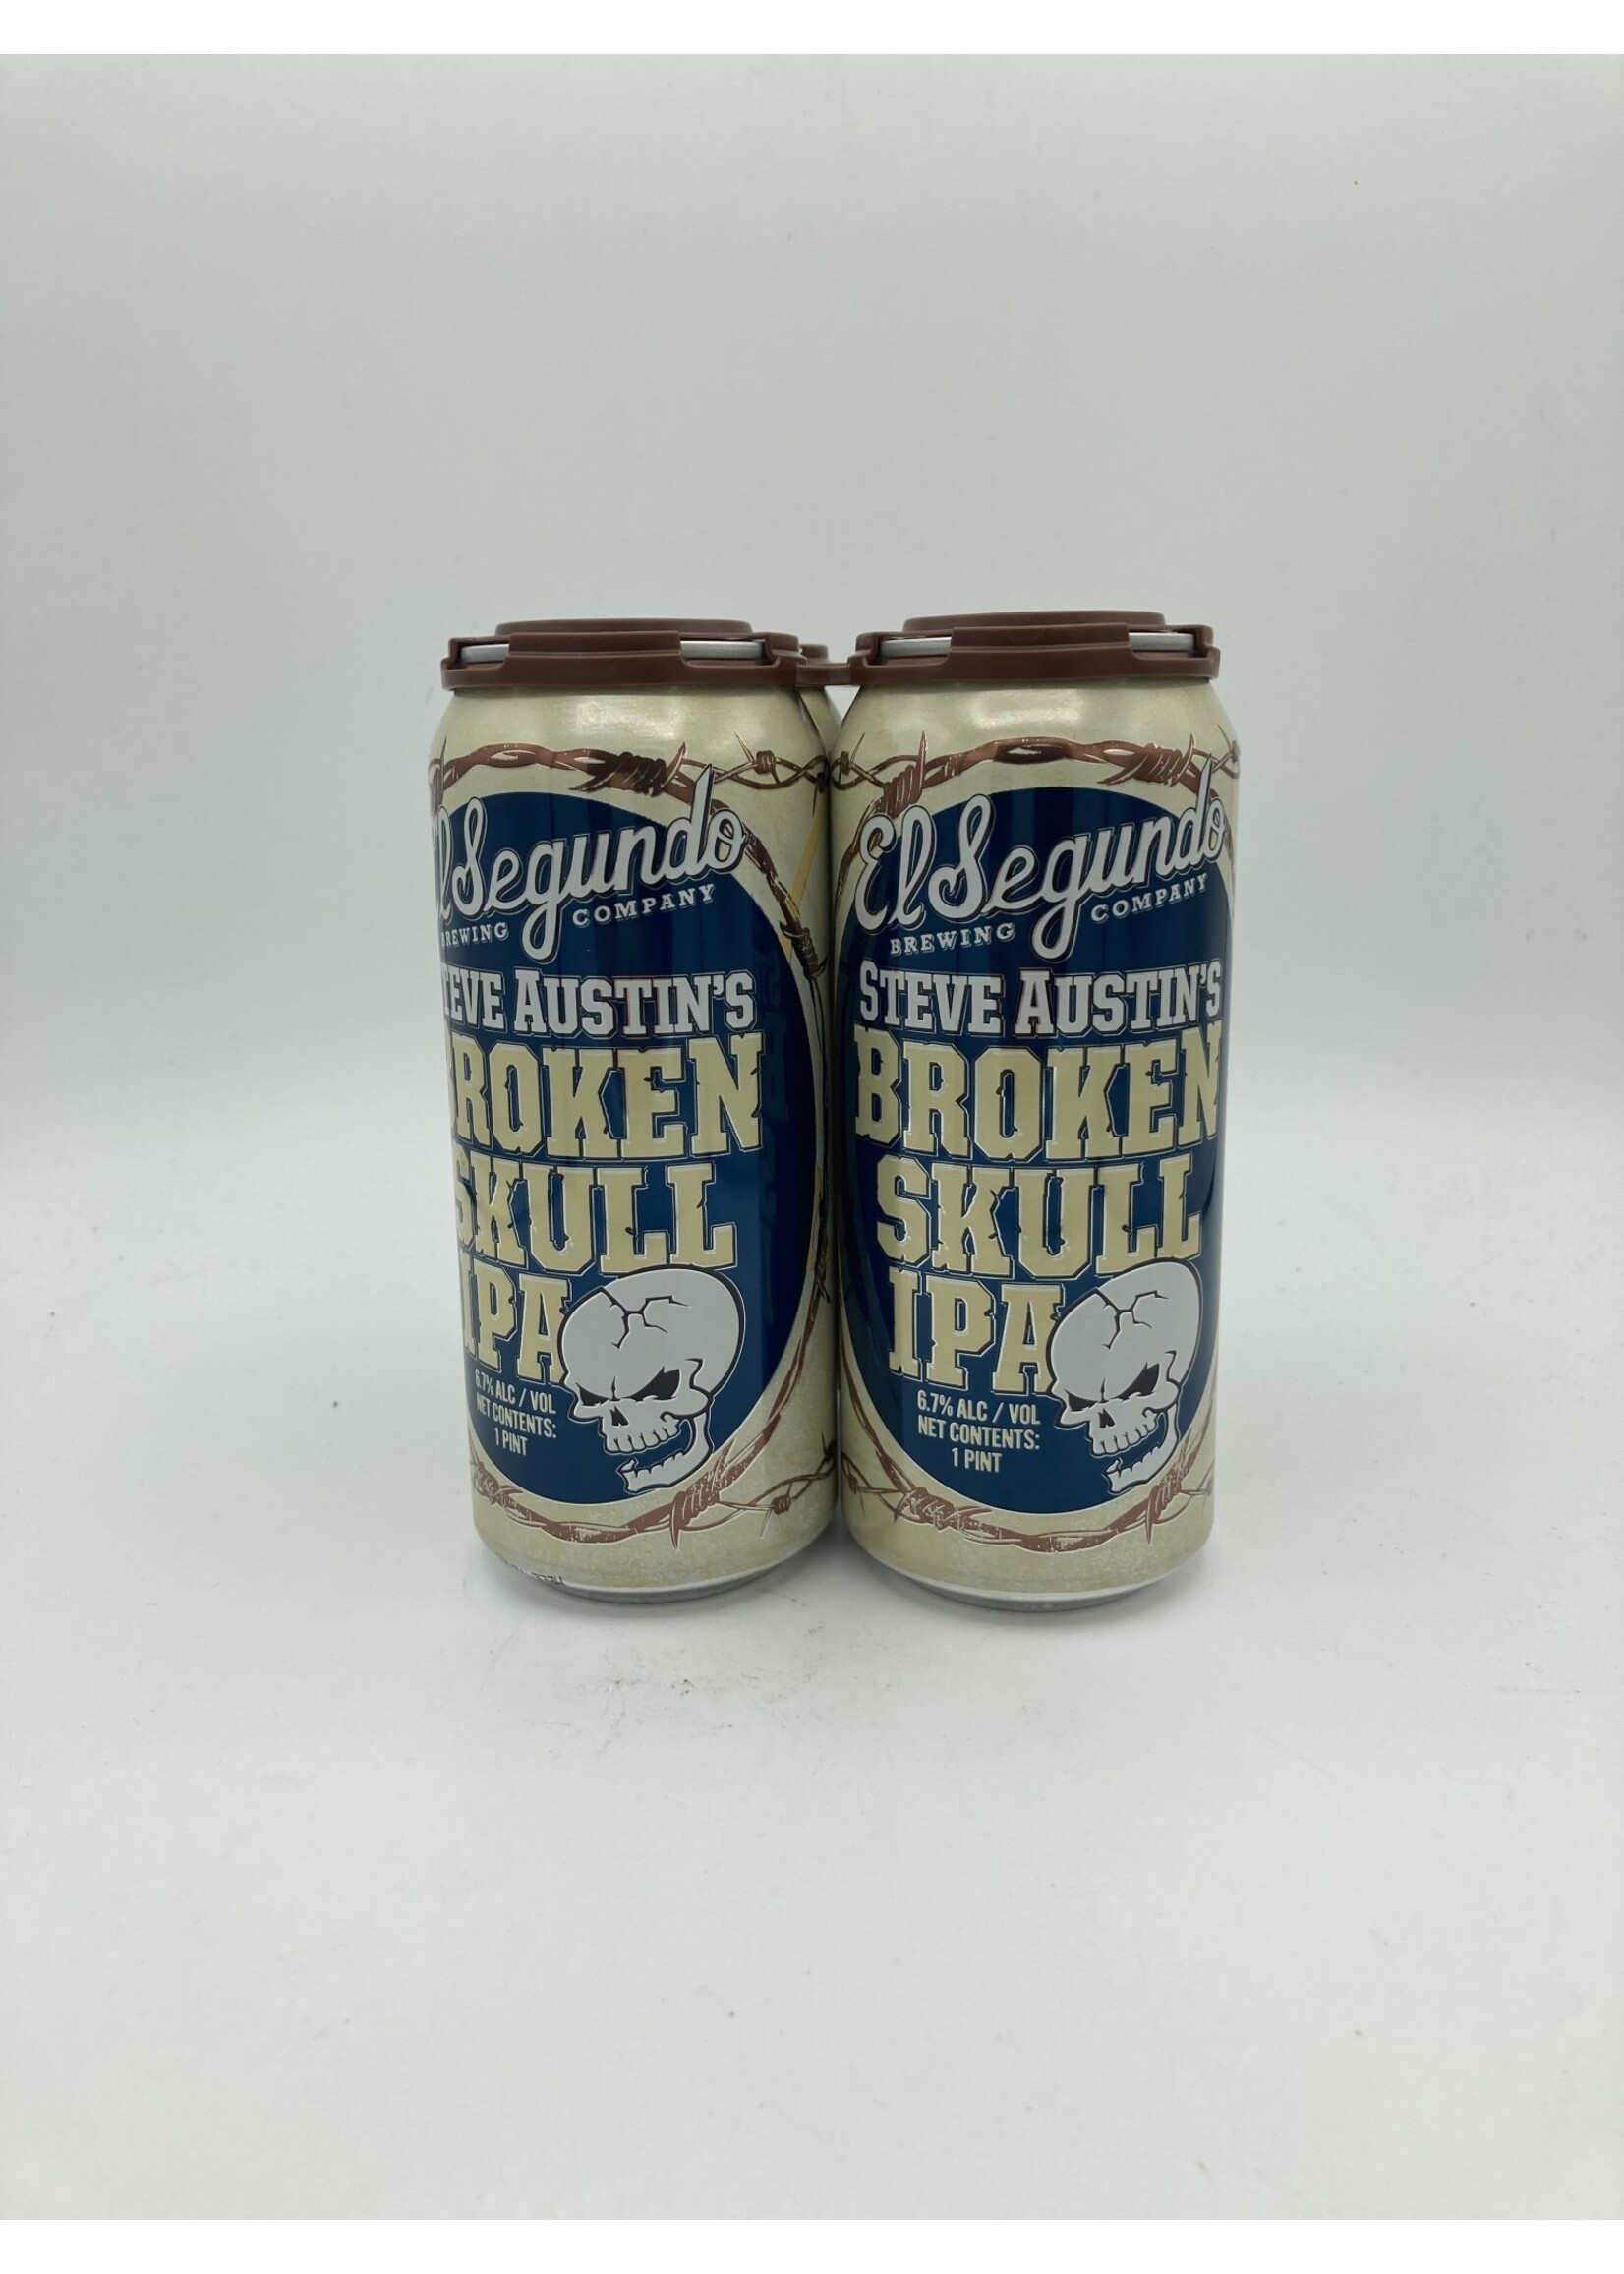 El Segundo
BREWING COMPANY
STEVE AUSTIN'S
BROKEN
SKULL
IPA
6.7% ALC / VOL
NET CONTENTS:
1 PINT
El Segundo
BREWING COMPANY
STEVE AUSTIN'S
BROKEN
SKULL
IPA
6.7% ALC / VOL
NET CONTENTS:
1 PINT